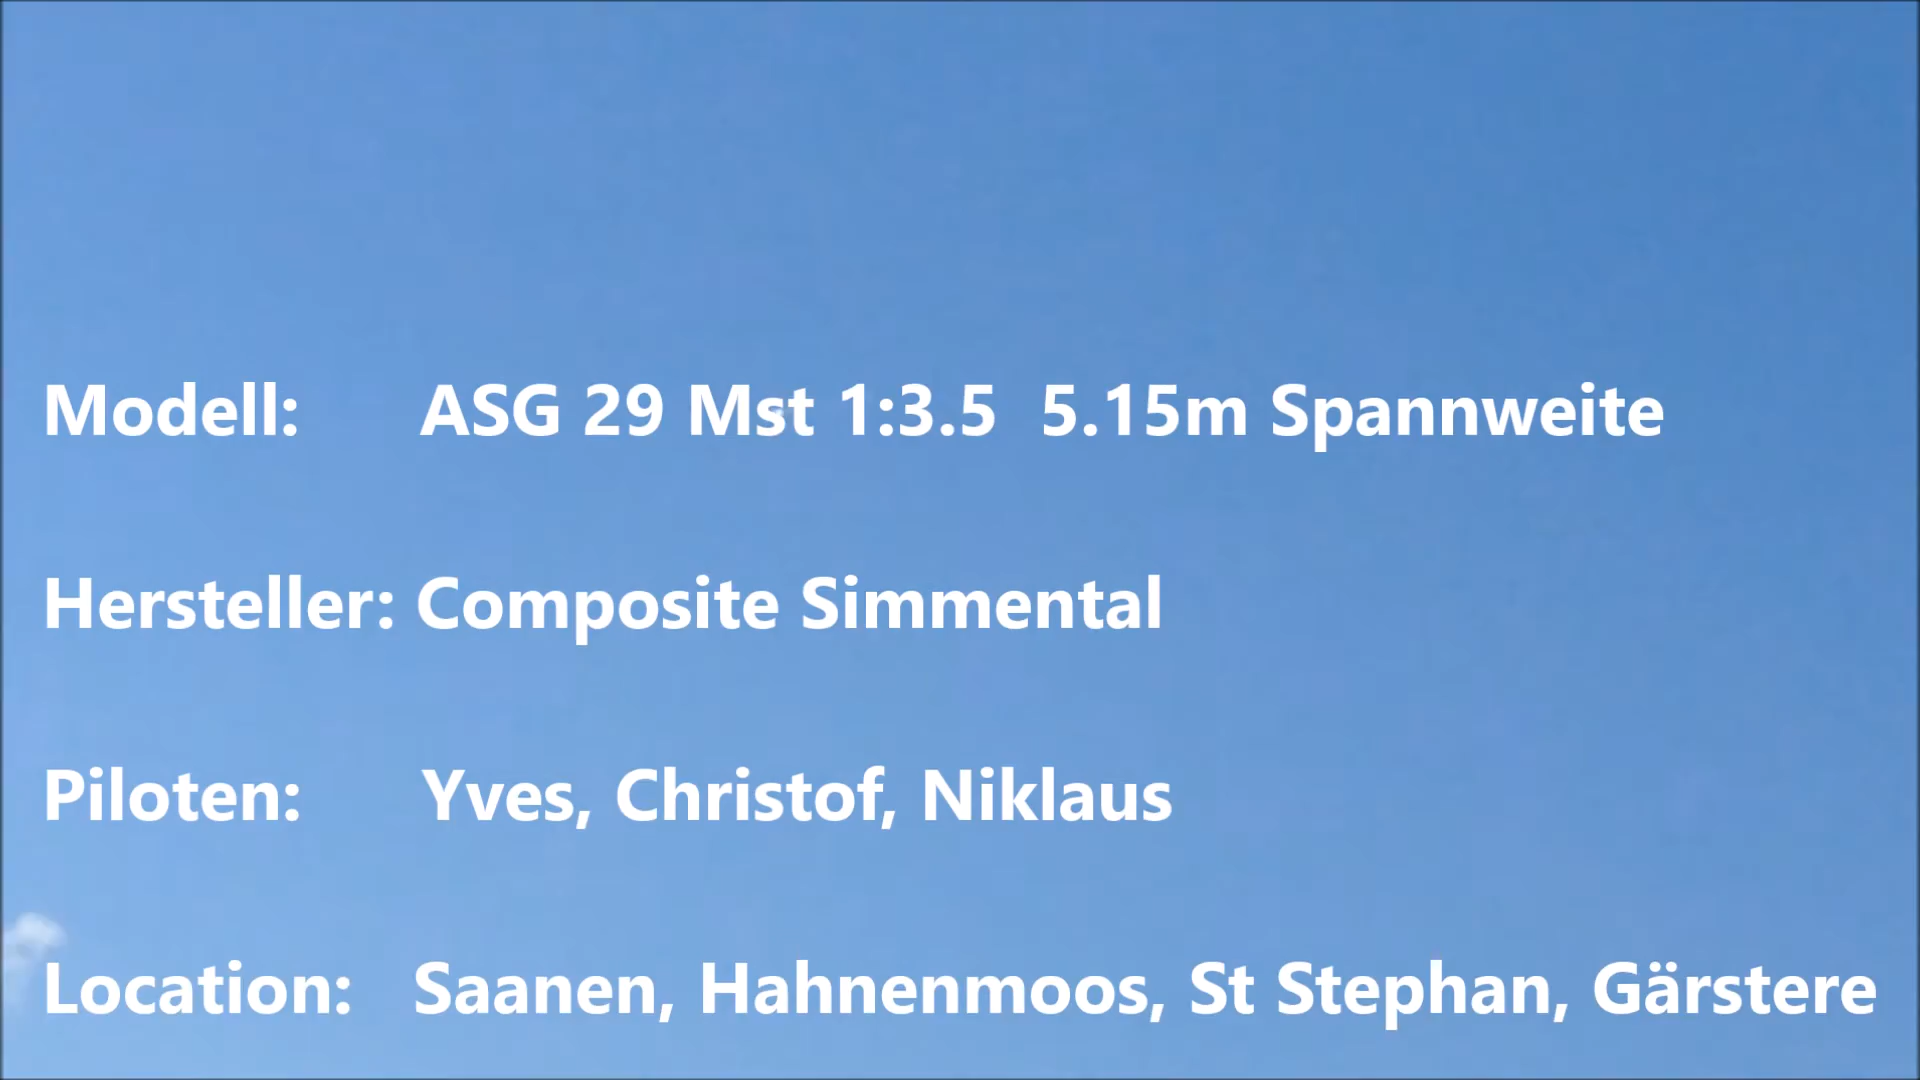 Modell: ASG 29 Mst 1:3.5 5.15m Spannweite
Hersteller: Composite Simmental
Piloten: Yves, Christof, Niklaus
Location: Saanen, Hahnenmoos, St Stephan, Gärstere